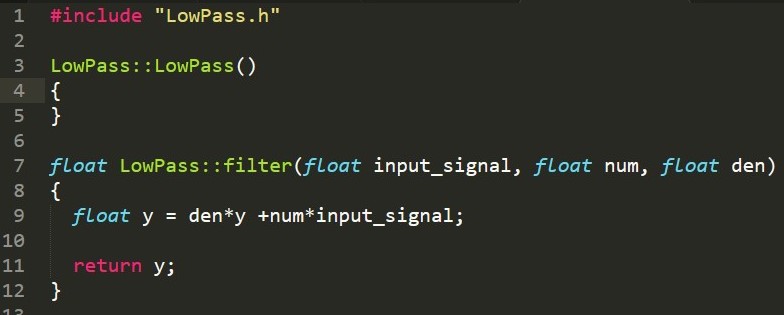 1 #include "LowPass.h"
2
3 LowPass::LowPass()
4 {
5 }
6
7 float LowPass::filter(float input_signal, float num, float den)
8 {
9   float y = den*y +num*input_signal;
10
11   return y;
12 }
13